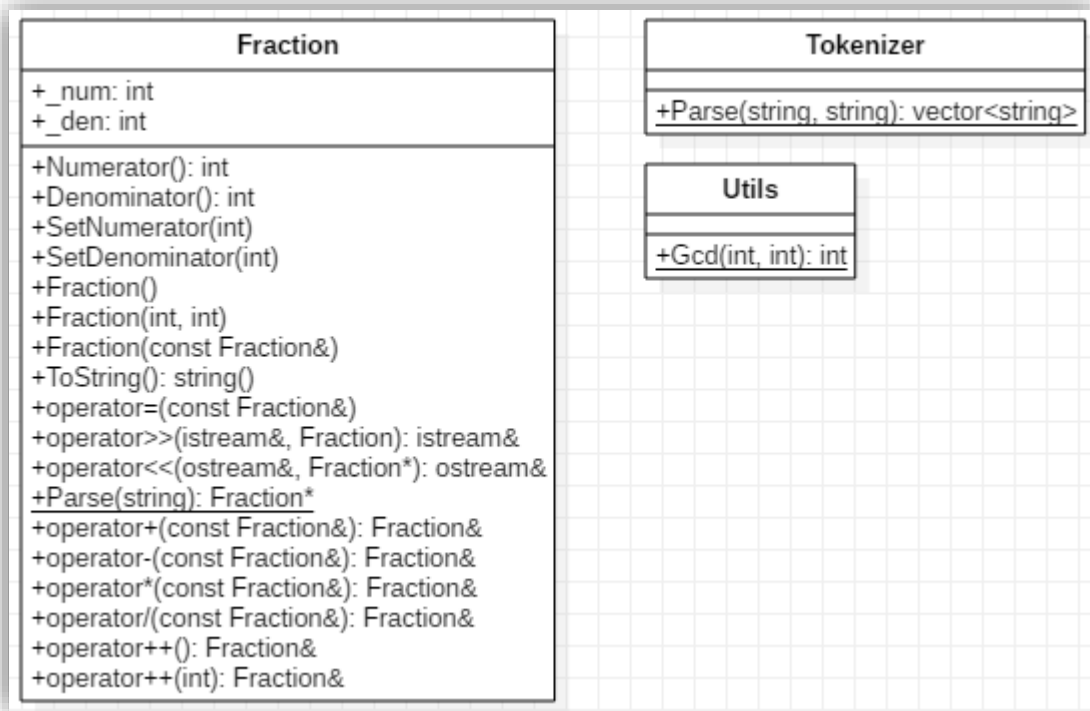 Fraction
+_num: int
+_den: int
+Numerator(): int
+Denominator(): int
+SetNumerator(int)
+SetDenominator(int)
+Fraction()
+Fraction(int, int)
+Fraction(const Fraction&)
+ToString(): string()
+operator=(const Fraction&)
+operator>>(istream&, Fraction): istream&
+operator<<(ostream&, Fraction*): ostream&
+Parse(string): Fraction*
+operator+(const Fraction&): Fraction&
+operator-(const Fraction&): Fraction&
+operator*(const Fraction&): Fraction&
+operator/(const Fraction&): Fraction&
+operator++(): Fraction&
+operator++(int): Fraction&
Tokenizer
+Parse(string, string): vector<string>
Utils
+Gcd(int, int): int